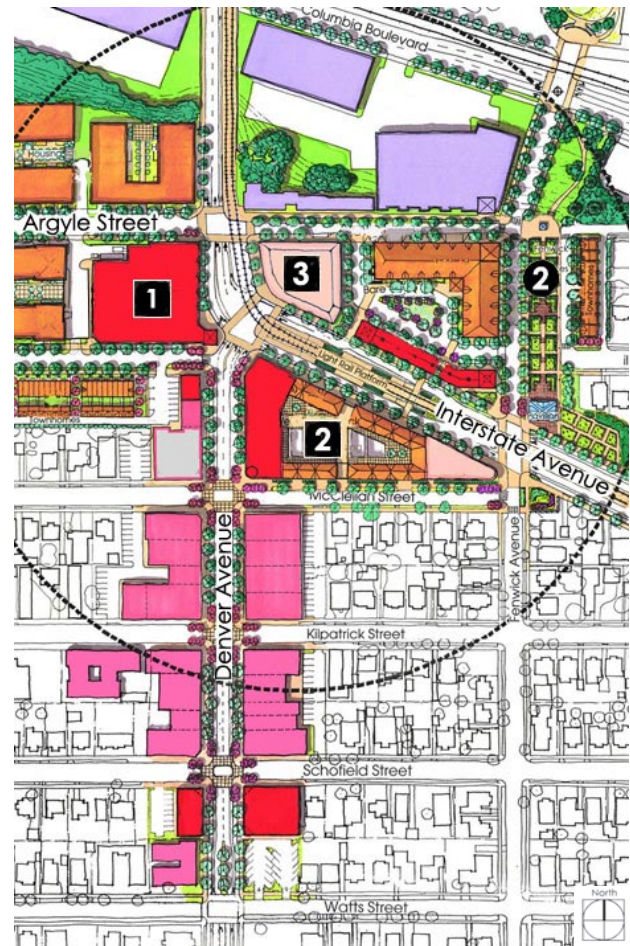 Columbia Boulevard
Housing
Argyle Street
1
3
2
Townhomes
Bare
Light Rail Platform
Interstate Avenue
Townhomes
2
McClellan Street
Denver Avenue
Fenwick Avenue
Kilpatrick Street
Schofield Street
Watts Street
North